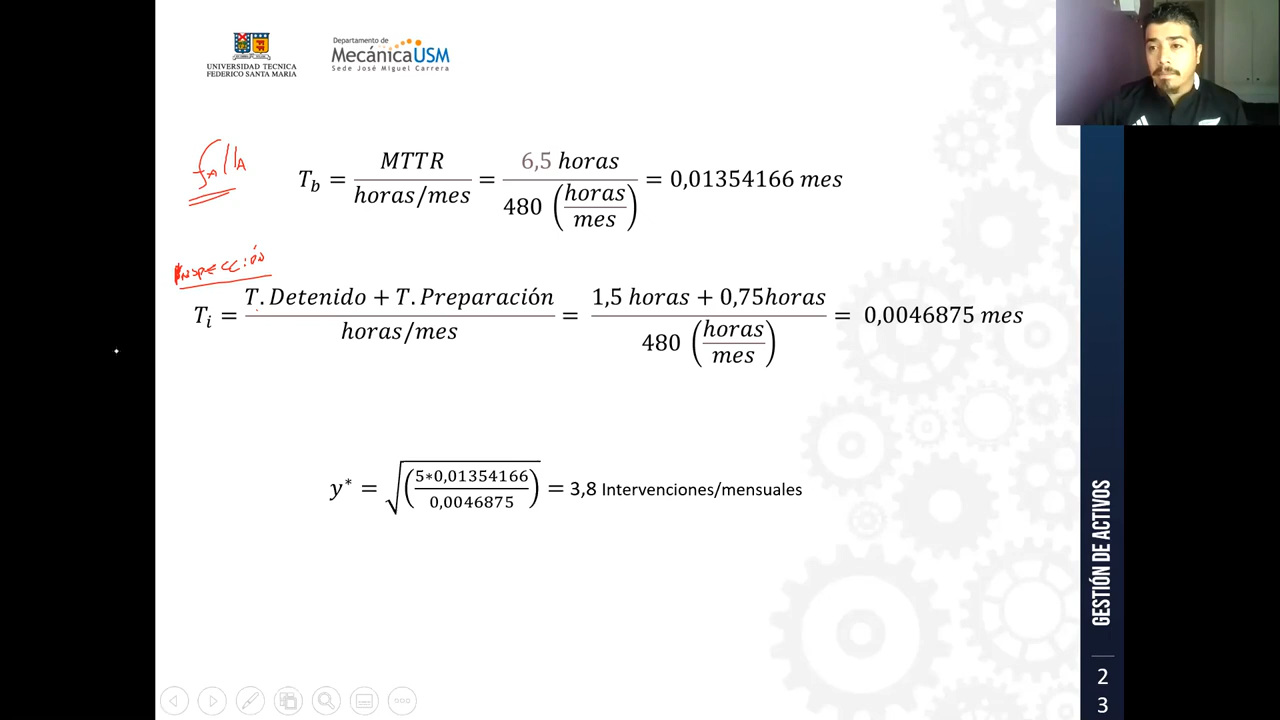 UNIVERSIDAD TECNICA
FEDERICO SANTA MARIA
Departamento de
MecánicaUSM
Sede José Miguel Carrera
fAllA
T_b = MTTR / horas/mes = 6,5 horas / 480 (horas/mes) = 0,01354166 mes
Inspección
T_i = T.Detenido + T.Preparación / horas/mes = 1,5 horas + 0,75horas / 480 (horas/mes) = 0,0046875 mes
y* = √(5*0,01354166 / 0,0046875) = 3,8 Intervenciones/mensuales
GESTIÓN DE ACTIVOS
2
3